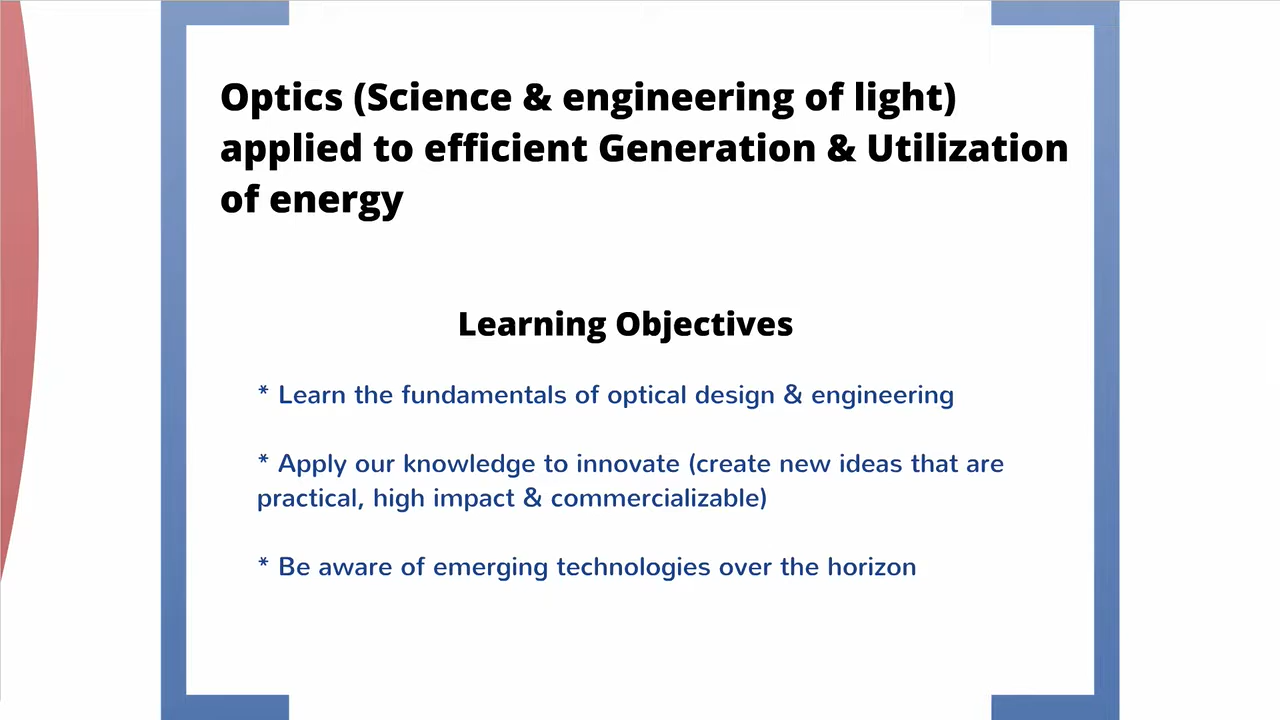 Optics (Science & engineering of light)
applied to efficient Generation & Utilization
of energy
Learning Objectives
* Learn the fundamentals of optical design & engineering
* Apply our knowledge to innovate (create new ideas that are
practical, high impact & commercializable)
* Be aware of emerging technologies over the horizon